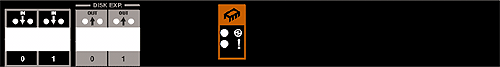 DISK EXP.
IN IN OUT OUT
0 1 0 1
!